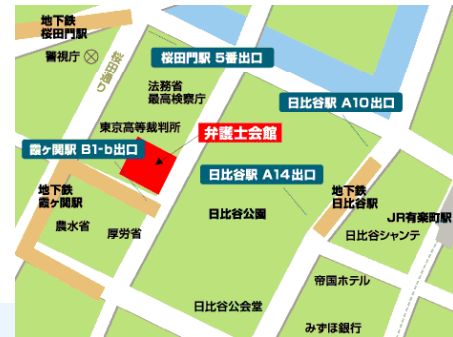 地下鉄
桜田門駅
警視庁
桜田通り
桜田門駅 5番出口
法務省
最高検察庁
日比谷駅 A10出口
東京高等裁判所
弁護士会館
霞ヶ関駅 B1-b出口
日比谷駅 A14出口
地下鉄
霞ヶ関駅
地下鉄
日比谷駅
日比谷公園
JR有楽町駅
農水省
厚労省
日比谷シャンテ
帝国ホテル
日比谷公会堂
みずほ銀行